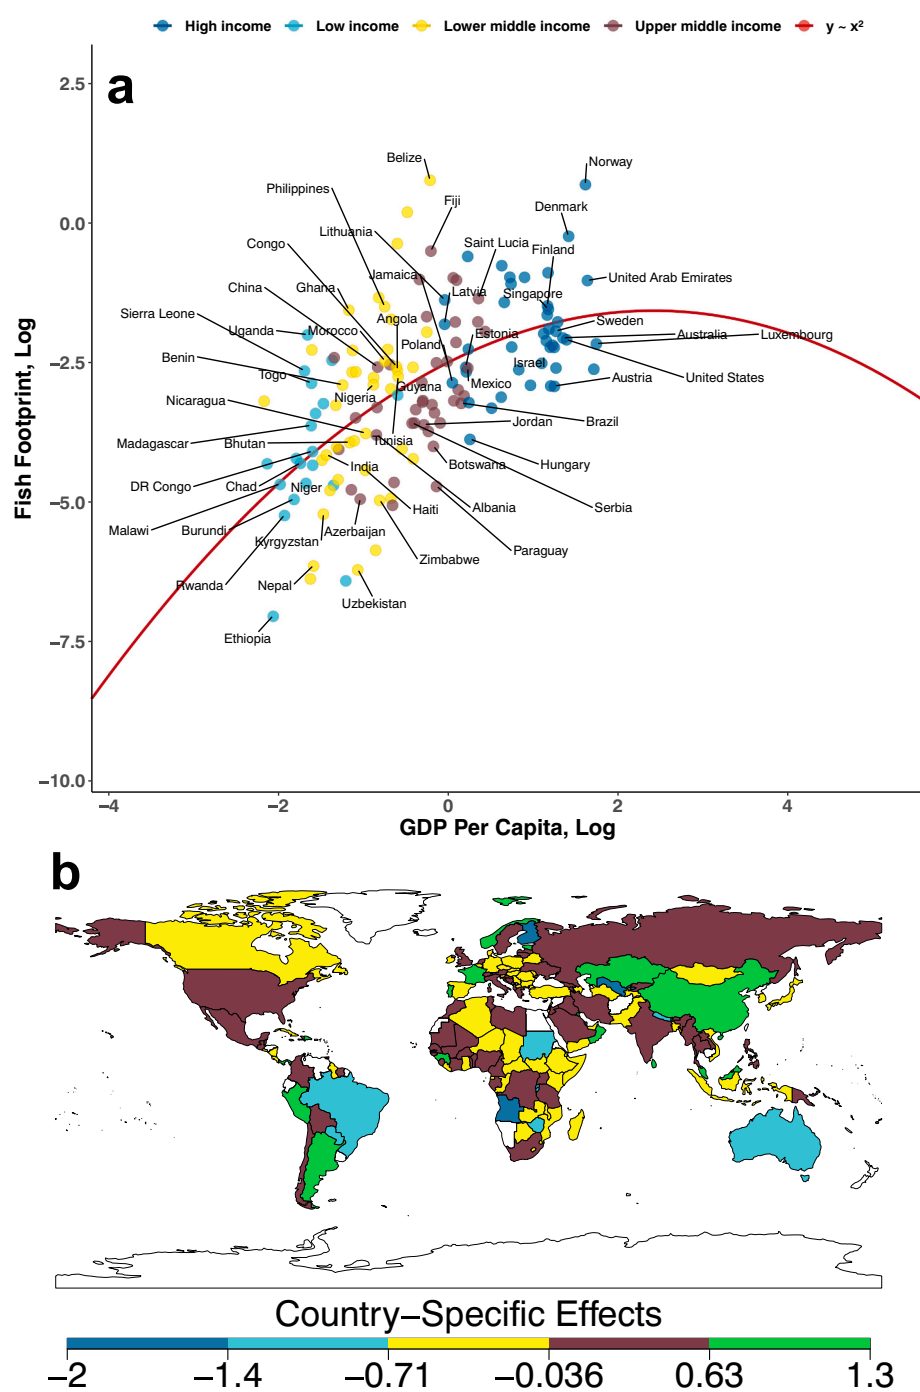 High income Low income Lower middle income Upper middle income y ~ x²
a
2.5
Belize
Norway
Philippines
Fiji
Denmark
0.0
Lithuania
Congo
Saint Lucia
Finland
Jamaica
United Arab Emirates
China
Ghana
Latvia
Singapore
Sierra Leone
Angola
Sweden
Uganda
Morocco
Estonia
Australia
Luxembourg
Poland
Benin
−2.5
Israel
Togo
Guyana
Mexico
Austria
United States
Nicaragua
Nigeria
Jordan
Brazil
Madagascar
Bhutan
Tunisia
India
Botswana
Hungary
DR Congo
Chad
Niger
−5.0
Haiti
Albania
Serbia
Malawi
Burundi
Azerbaijan
Kyrgyzstan
Paraguay
Zimbabwe
Rwanda
Nepal
Uzbekistan
Ethiopia
−7.5
−10.0
Fish Footprint, Log
−4 −2 0 2 4
GDP Per Capita, Log
b
Country−Specific Effects
−2 −1.4 −0.71 −0.036 0.63 1.3